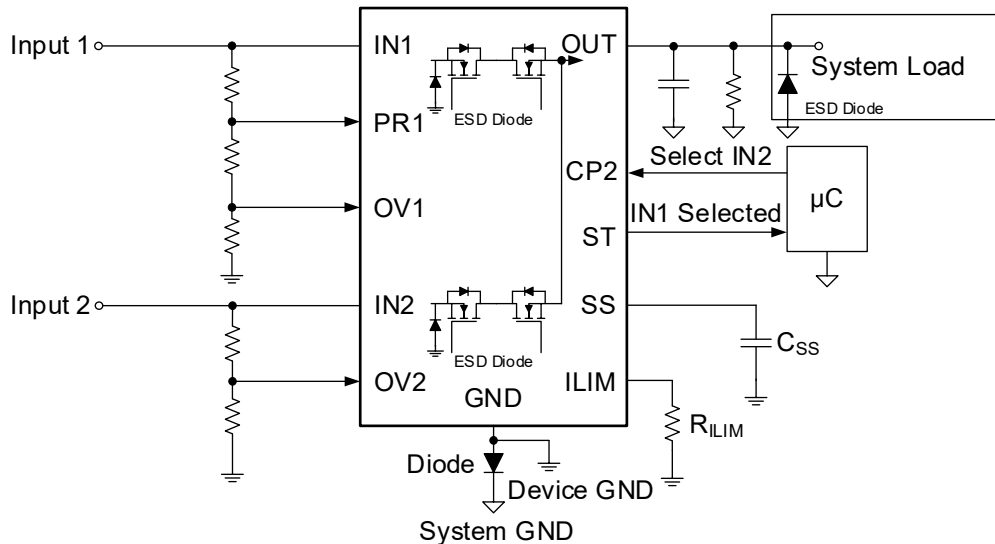 Input 1
IN1
OUT
System Load
ESD Diode
ESD Diode
PR1
Select IN2
CP2
µC
OV1
IN1 Selected
ST
Input 2
IN2
SS
CSS
ESD Diode
OV2
ILIM
GND
RILIM
Diode
Device GND
System GND